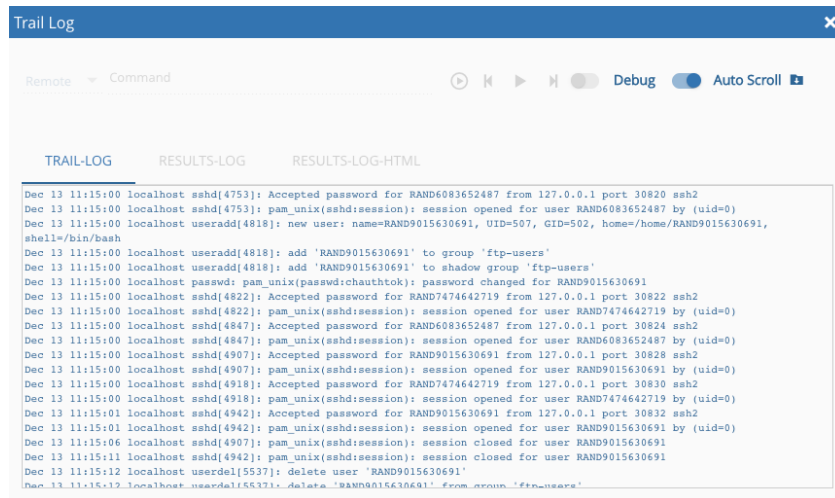 Trail Log
Remote Command Debug Auto Scroll
TRAIL-LOG RESULTS-LOG RESULTS-LOG-HTML
Dec 13 11:15:00 localhost sshd[4753]: Accepted password for RAND6083652487 from 127.0.0.1 port 30820 ssh2
Dec 13 11:15:00 localhost sshd[4753]: pam_unix(sshd:session): session opened for user RAND6083652487 by (uid=0)
Dec 13 11:15:00 localhost useradd[4818]: new user: name=RAND9015630691, UID=507, GID=502, home=/home/RAND9015630691,
shell=/bin/bash
Dec 13 11:15:00 localhost useradd[4818]: add 'RAND9015630691' to group 'ftp-users'
Dec 13 11:15:00 localhost useradd[4818]: add 'RAND9015630691' to shadow group 'ftp-users'
Dec 13 11:15:00 localhost passwd: pam_unix(passwd:chauthtok): password changed for RAND9015630691
Dec 13 11:15:00 localhost sshd[4822]: Accepted password for RAND7474642719 from 127.0.0.1 port 30822 ssh2
Dec 13 11:15:00 localhost sshd[4822]: pam_unix(sshd:session): session opened for user RAND7474642719 by (uid=0)
Dec 13 11:15:00 localhost sshd[4847]: Accepted password for RAND6083652487 from 127.0.0.1 port 30824 ssh2
Dec 13 11:15:00 localhost sshd[4847]: pam_unix(sshd:session): session opened for user RAND6083652487 by (uid=0)
Dec 13 11:15:00 localhost sshd[4907]: Accepted password for RAND9015630691 from 127.0.0.1 port 30828 ssh2
Dec 13 11:15:00 localhost sshd[4907]: pam_unix(sshd:session): session opened for user RAND9015630691 by (uid=0)
Dec 13 11:15:00 localhost sshd[4918]: Accepted password for RAND7474642719 from 127.0.0.1 port 30830 ssh2
Dec 13 11:15:00 localhost sshd[4918]: pam_unix(sshd:session): session opened for user RAND7474642719 by (uid=0)
Dec 13 11:15:01 localhost sshd[4942]: Accepted password for RAND9015630691 from 127.0.0.1 port 30832 ssh2
Dec 13 11:15:01 localhost sshd[4942]: pam_unix(sshd:session): session opened for user RAND9015630691 by (uid=0)
Dec 13 11:15:06 localhost sshd[4907]: pam_unix(sshd:session): session closed for user RAND9015630691
Dec 13 11:15:11 localhost sshd[4942]: pam_unix(sshd:session): session closed for user RAND9015630691
Dec 13 11:15:12 localhost userdel[5537]: delete user 'RAND9015630691'
Dec 13 11:15:12 localhost userdel[5537]: delete 'RAND9015630691' from group 'ftp-users'